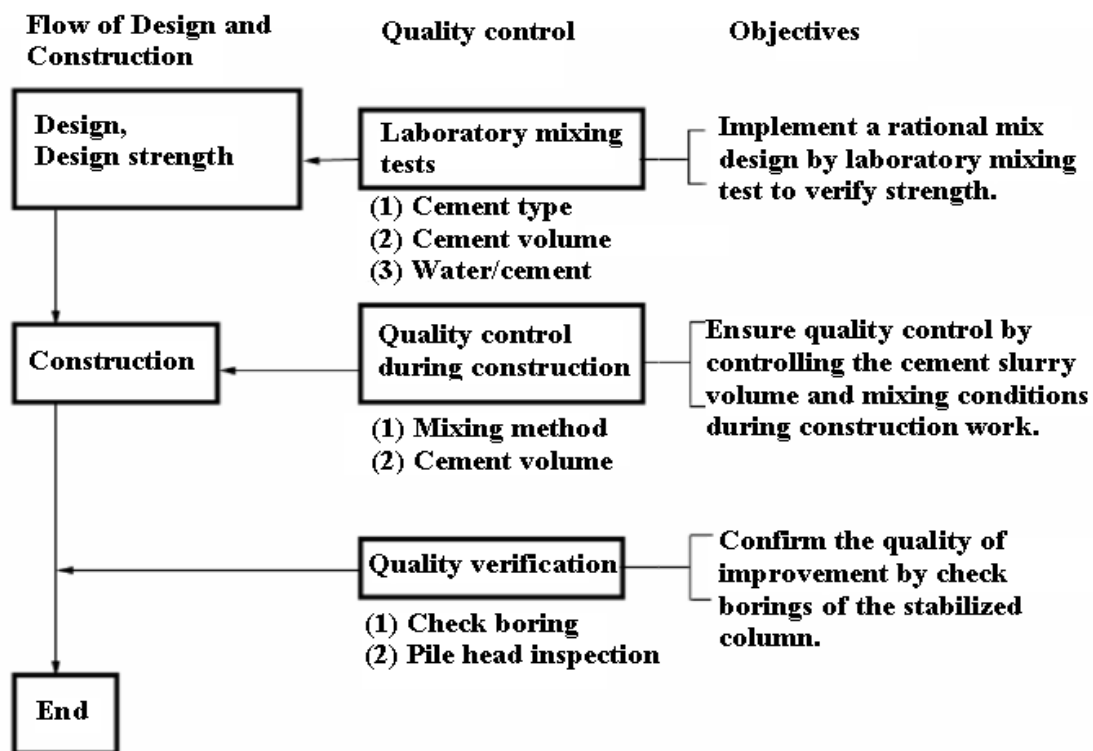 Flow of Design and
Construction
Quality control
Objectives
Design,
Design strength
Laboratory mixing
tests
(1) Cement type
(2) Cement volume
(3) Water/cement
Implement a rational mix
design by laboratory mixing
test to verify strength.
Construction
Quality control
during construction
(1) Mixing method
(2) Cement volume
Ensure quality control by
controlling the cement slurry
volume and mixing conditions
during construction work.
Quality verification
(1) Check boring
(2) Pile head inspection
Confirm the quality of
improvement by check
borings of the stabilized
column.
End